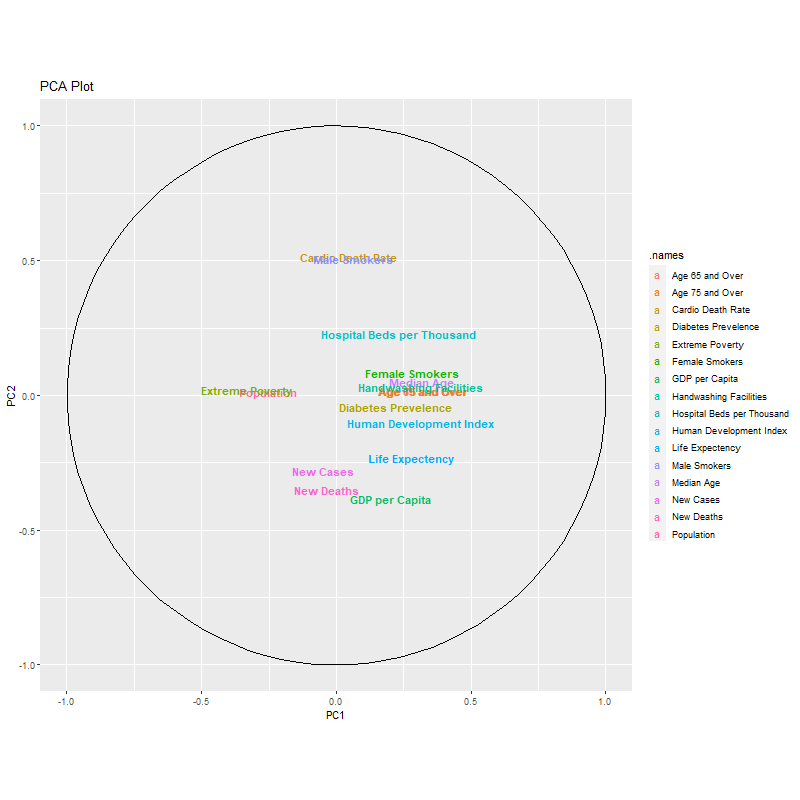 PCA Plot
1.0
0.5
0.0
-0.5
-1.0
PC2
Cardio Death Rate
Male Smokers
Hospital Beds per Thousand
Female Smokers
Median Age
Handwashing Facilities
Extreme Poverty
Population
Age 65 and Over
Age 75 and Over
Diabetes Prevelence
Human Development Index
Life Expectency
New Cases
New Deaths
GDP per Capita
-1.0 -0.5 0.0 0.5 1.0
PC1
.names
a Age 65 and Over
a Age 75 and Over
a Cardio Death Rate
a Diabetes Prevelence
a Extreme Poverty
a Female Smokers
a GDP per Capita
a Handwashing Facilities
a Hospital Beds per Thousand
a Human Development Index
a Life Expectency
a Male Smokers
a Median Age
a New Cases
a New Deaths
a Population